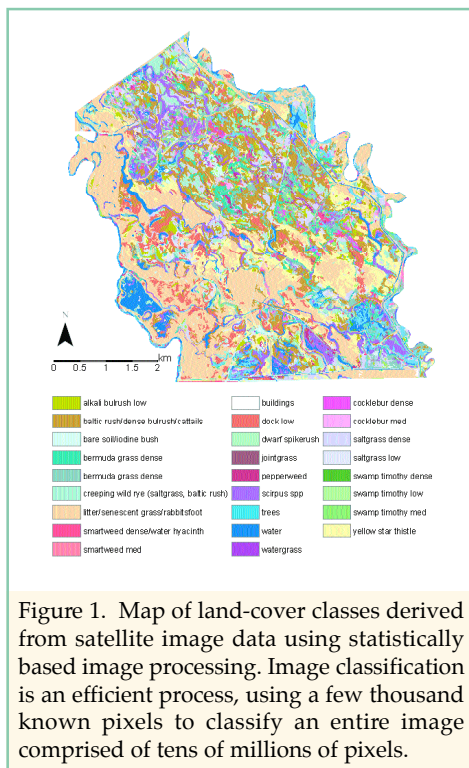 N
km
0 0.5 1 1.5 2
alkali bulrush low
baltic rush/dense bulrush/cattails
bare soil/iodine bush
bermuda grass dense
bermuda grass dense
creeping wild rye (saltgrass, baltic rush)
litter/senescent grass/rabbitsfoot
smartweed dense/water hyacinth
smartweed med
buildings
dock low
dwarf spikerush
jointgrass
pepperweed
scirpus spp
trees
water
watergrass
cocklebur dense
cocklebur med
saltgrass dense
saltgrass low
swamp timothy dense
swamp timothy low
swamp timothy med
yellow star thistle
Figure 1. Map of land-cover classes derived
from satellite image data using statistically
based image processing. Image classification
is an efficient process, using a few thousand
known pixels to classify an entire image
comprised of tens of millions of pixels.